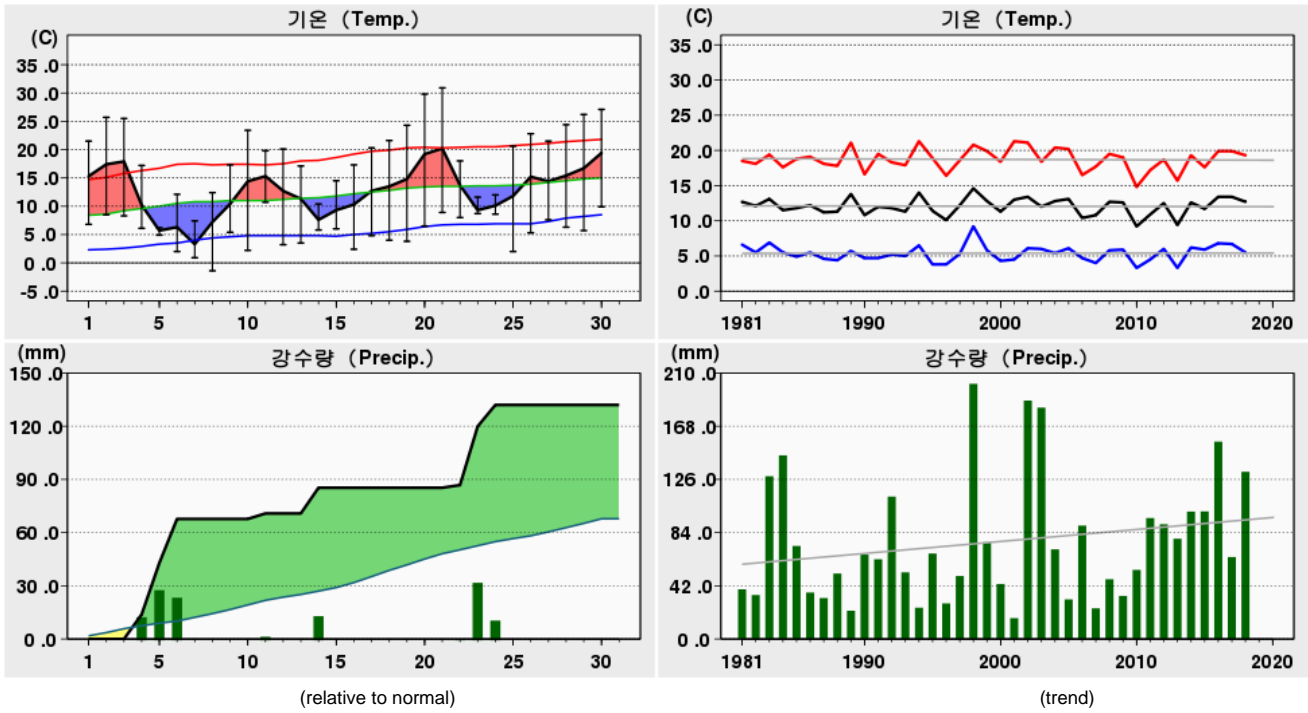 기온 (Temp.)
(C)
35 .0
30 .0
25 .0
20 .0
15 .0
10 .0
5 .0
0 .0
-5 .0
1 5 10 15 20 25 30
기온 (Temp.)
(C)
35 .0
30 .0
25 .0
20 .0
15 .0
10 .0
5 .0
0 .0
1981 1990 2000 2010 2020
강수량 (Precip.)
(mm)
150 .0
120 .0
90 .0
60 .0
30 .0
0 .0
1 5 10 15 20 25 30
(relative to normal)
강수량 (Precip.)
(mm)
210 .0
168 .0
126 .0
84 .0
42 .0
0 .0
1981 1990 2000 2010 2020
(trend)